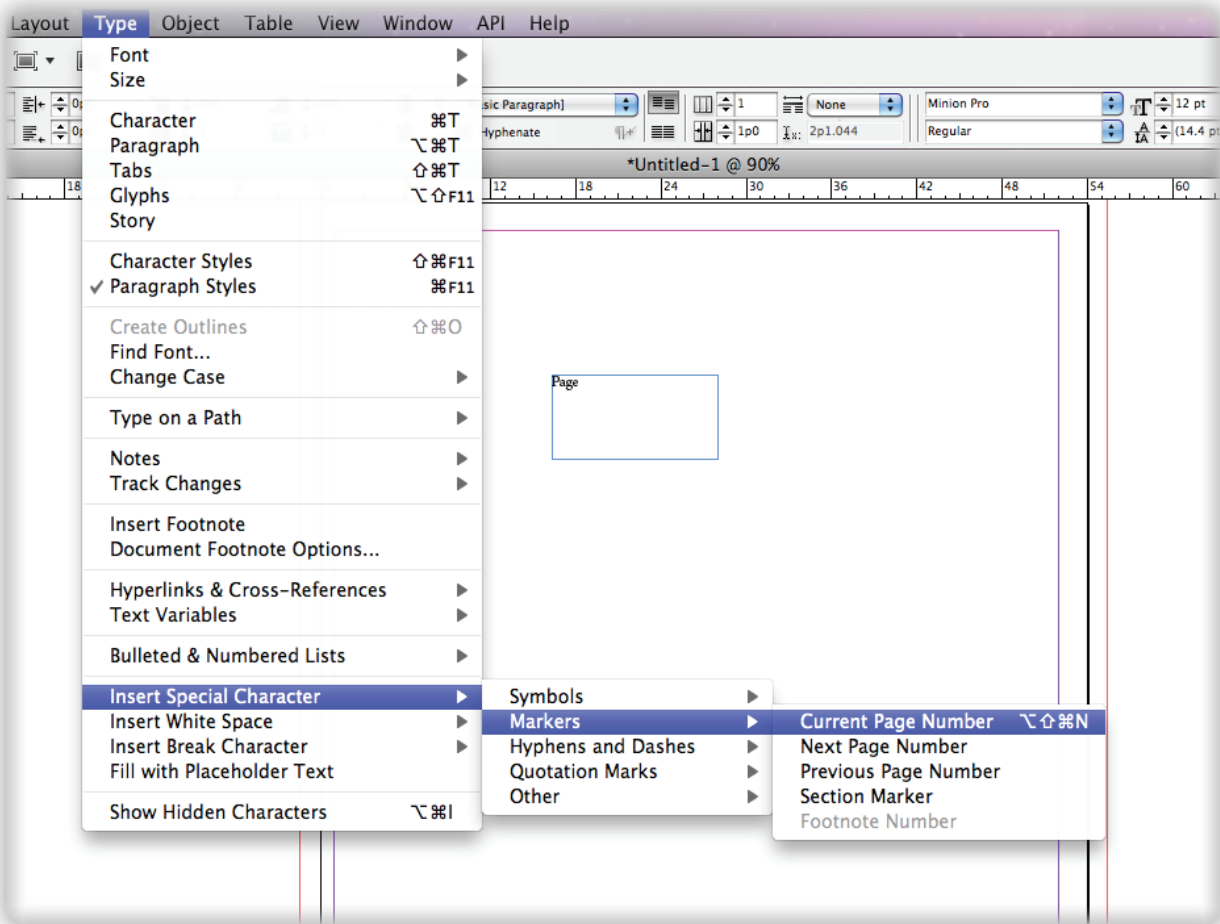 Layout Type Object Table View Window API Help
Font
Size
Character ⌘T
Paragraph ⌥⌘T
Tabs ⇧⌘T
Glyphs ⌥⇧F11
Story
Character Styles ⇧⌘F11
✓ Paragraph Styles ⌘F11
Create Outlines ⇧⌘O
Find Font...
Change Case
Type on a Path
Notes
Track Changes
Insert Footnote
Document Footnote Options...
Hyperlinks & Cross-References
Text Variables
Bulleted & Numbered Lists
Insert Special Character
Insert White Space
Insert Break Character
Fill with Placeholder Text
Show Hidden Characters ⌥⌘I
Paragraph] 1 None Minion Pro 12 pt
Hyphenate 1p0 2p1.044 Regular (14.4
*Untitled-1 @ 90%
18 12 18 24 30 36 42 48 54 60
Page
Symbols
Markers
Hyphens and Dashes
Quotation Marks
Other
Current Page Number ⌥⇧⌘N
Next Page Number
Previous Page Number
Section Marker
Footnote Number